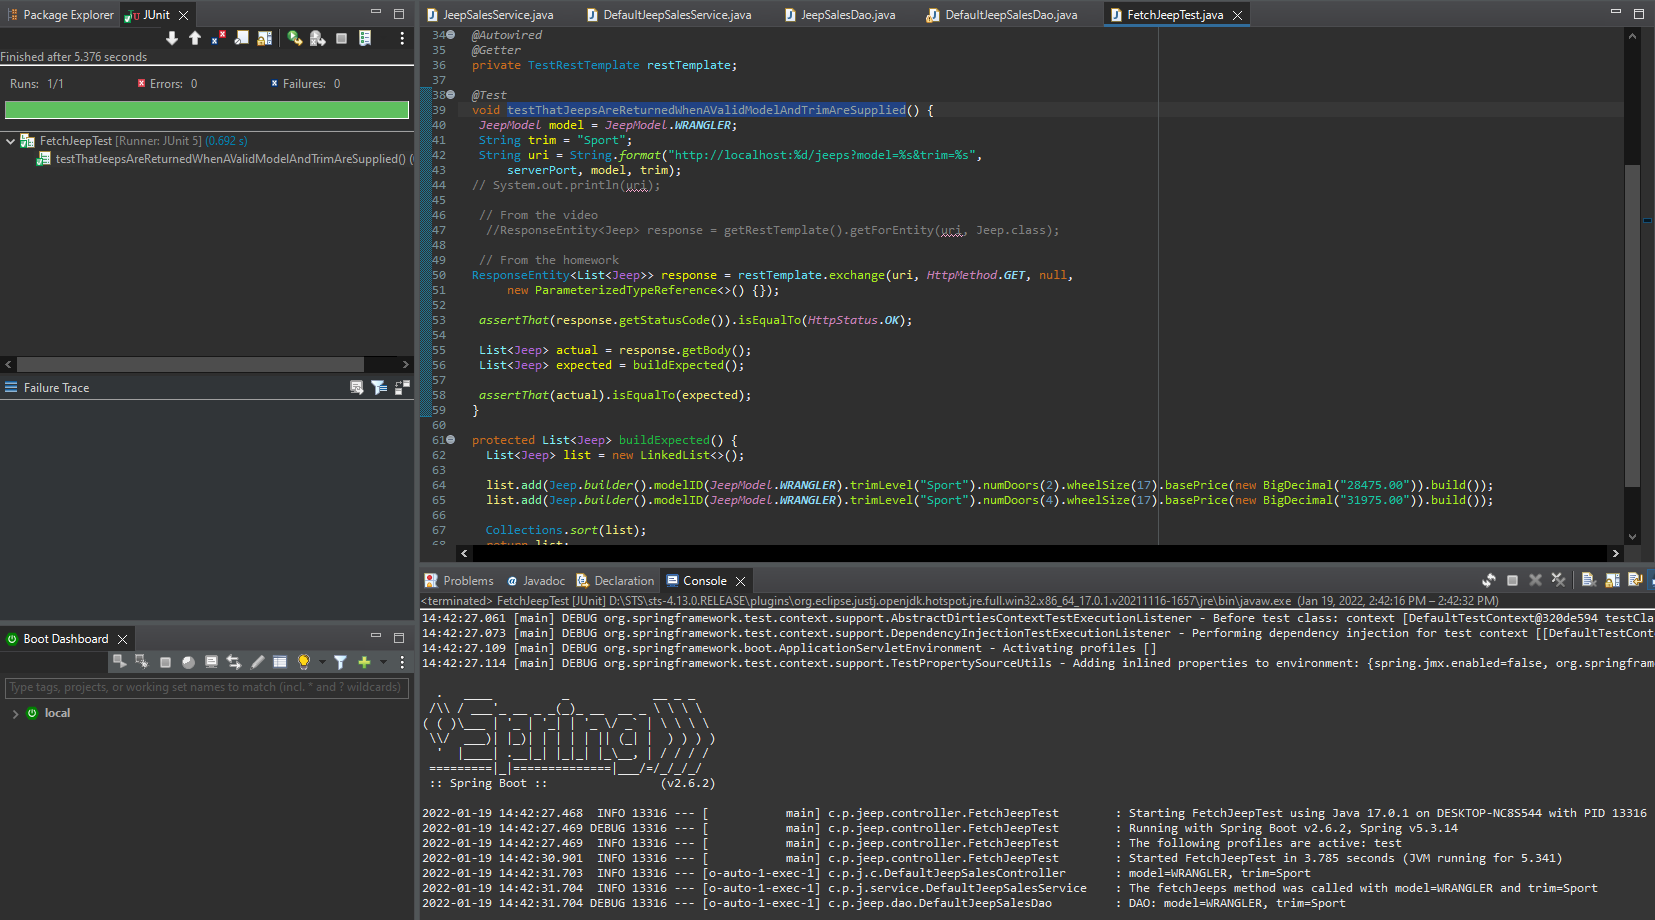 Package Explorer
JUnit
Finished after 5.376 seconds
Runs: 1/1
Errors: 0
Failures: 0
FetchJeepTest [Runner: JUnit 5] (0.692 s)
testThatJeepsAreReturnedWhenAValidModelAndTrimAreSupplied() (
Failure Trace
Boot Dashboard
Type tags, projects, or working set names to match (incl. * and ? wildcards)
local
JeepSalesService.java
DefaultJeepSalesService.java
JeepSalesDao.java
DefaultJeepSalesDao.java
FetchJeepTest.java
34 @Autowired
35 @Getter
36 private TestRestTemplate restTemplate;
37
38 @Test
39 void testThatJeepsAreReturnedWhenAValidModelAndTrimAreSupplied() {
40 JeepModel model = JeepModel.WRANGLER;
41 String trim = "Sport";
42 String uri = String.format("http://localhost:%d/jeeps?model=%s&trim=%s",
43 serverPort, model, trim);
44 // System.out.println(uri);
45
46 // From the video
47 //ResponseEntity<Jeep> response = getRestTemplate().getForEntity(uri, Jeep.class);
48
49 // From the homework
50 ResponseEntity<List<Jeep>> response = restTemplate.exchange(uri, HttpMethod.GET, null,
51 new ParameterizedTypeReference<>() {});
52
53 assertThat(response.getStatusCode()).isEqualTo(HttpStatus.OK);
54
55 List<Jeep> actual = response.getBody();
56 List<Jeep> expected = buildExpected();
57
58 assertThat(actual).isEqualTo(expected);
59 }
60
61 protected List<Jeep> buildExpected() {
62 List<Jeep> list = new LinkedList<>();
63
64 list.add(Jeep.builder().modelID(JeepModel.WRANGLER).trimLevel("Sport").numDoors(2).wheelSize(17).basePrice(new BigDecimal("28475.00")).build());
65 list.add(Jeep.builder().modelID(JeepModel.WRANGLER).trimLevel("Sport").numDoors(4).wheelSize(17).basePrice(new BigDecimal("31975.00")).build());
66
67 Collections.sort(list);
68 return list;
Problems
Javadoc
Declaration
Console
<terminated> FetchJeepTest [JUnit] D:\STS\sts-4.13.0.RELEASE\plugins\org.eclipse.justj.openjdk.hotspot.jre.full.win32.x86_64_17.0.1.v20211116-1657\jre\bin\javaw.exe (Jan 19, 2022, 2:42:16 PM – 2:42:32 PM)
14:42:27.061 [main] DEBUG org.springframework.test.context.support.AbstractDirtiesContextTestExecutionListener - Before test class: context [DefaultTestContext@320de594 testCla
14:42:27.073 [main] DEBUG org.springframework.test.context.support.DependencyInjectionTestExecutionListener - Performing dependency injection for test context [[DefaultTestCont
14:42:27.109 [main] DEBUG org.springframework.boot.ApplicationServletEnvironment - Activating profiles []
14:42:27.114 [main] DEBUG org.springframework.test.context.support.TestPropertySourceUtils - Adding inlined properties to environment: {spring.jmx.enabled=false, org.springfram
Spring
:: Spring Boot :: (v2.6.2)
2022-01-19 14:42:27.468 INFO 13316 --- [ main] c.p.jeep.controller.FetchJeepTest : Starting FetchJeepTest using Java 17.0.1 on DESKTOP-NC8S544 with PID 13316
2022-01-19 14:42:27.469 DEBUG 13316 --- [ main] c.p.jeep.controller.FetchJeepTest : Running with Spring Boot v2.6.2, Spring v5.3.14
2022-01-19 14:42:27.469 INFO 13316 --- [ main] c.p.jeep.controller.FetchJeepTest : The following profiles are active: test
2022-01-19 14:42:30.901 INFO 13316 --- [ main] c.p.jeep.controller.FetchJeepTest : Started FetchJeepTest in 3.785 seconds (JVM running for 5.341)
2022-01-19 14:42:31.703 INFO 13316 --- [o-auto-1-exec-1] c.p.j.c.DefaultJeepSalesController : model=WRANGLER, trim=Sport
2022-01-19 14:42:31.704 INFO 13316 --- [o-auto-1-exec-1] c.p.j.service.DefaultJeepSalesService : The fetchJeeps method was called with model=WRANGLER and trim=Sport
2022-01-19 14:42:31.704 DEBUG 13316 --- [o-auto-1-exec-1] c.p.jeep.dao.DefaultJeepSalesDao : DAO: model=WRANGLER, trim=Sport